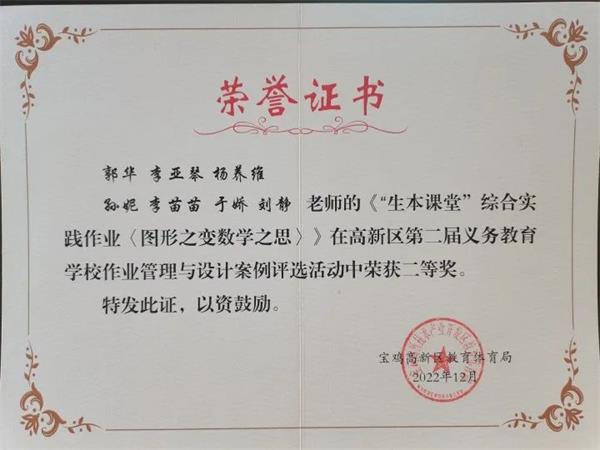 荣誉证书
郭华 李亚琴 杨养维
孙妮 李苗苗 于娇 刘静 老师的《“生本课堂”综合实
践作业〈图形之变数学之思〉》在高新区第二届义务教育
学校作业管理与设计案例评选活动中荣获二等奖。
特发此证，以资鼓励。
宝鸡高新区教育体育局
2022年12月